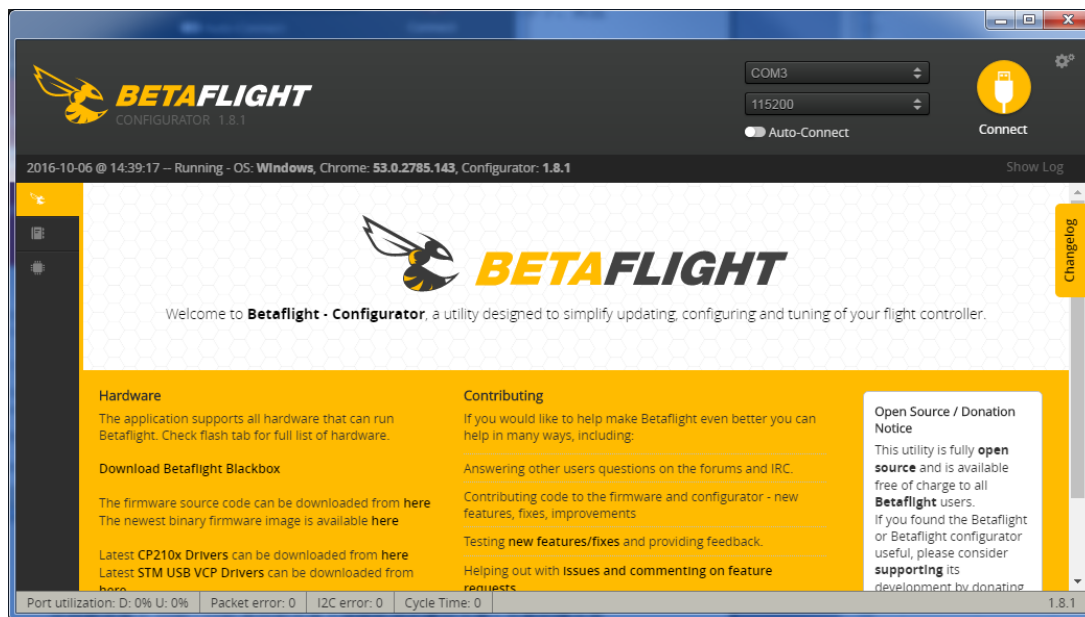 BETAFLIGHT
CONFIGURATOR 1.8.1
COM3
115200
Auto-Connect
Connect
2016-10-06 @ 14:39:17 -- Running - OS: Windows, Chrome: 53.0.2785.143, Configurator: 1.8.1
Show Log
Changelog
BETAFLIGHT
Welcome to Betaflight - Configurator, a utility designed to simplify updating, configuring and tuning of your flight controller.
Hardware
The application supports all hardware that can run
Betaflight. Check flash tab for full list of hardware.
Download Betaflight Blackbox
The firmware source code can be downloaded from here
The newest binary firmware image is available here
Latest CP210x Drivers can be downloaded from here
Latest STM USB VCP Drivers can be downloaded from
here
Contributing
If you would like to help make Betaflight even better you can
help in many ways, including:
Answering other users questions on the forums and IRC.
Contributing code to the firmware and configurator - new
features, fixes, improvements
Testing new features/fixes and providing feedback.
Helping out with issues and commenting on feature
requests
Open Source / Donation
Notice
This utility is fully open
source and is available
free of charge to all
Betaflight users.
If you found the Betaflight
or Betaflight configurator
useful, please consider
supporting its
development by donating
Port utilization: D: 0% U: 0%
Packet error: 0
I2C error: 0
Cycle Time: 0
1.8.1